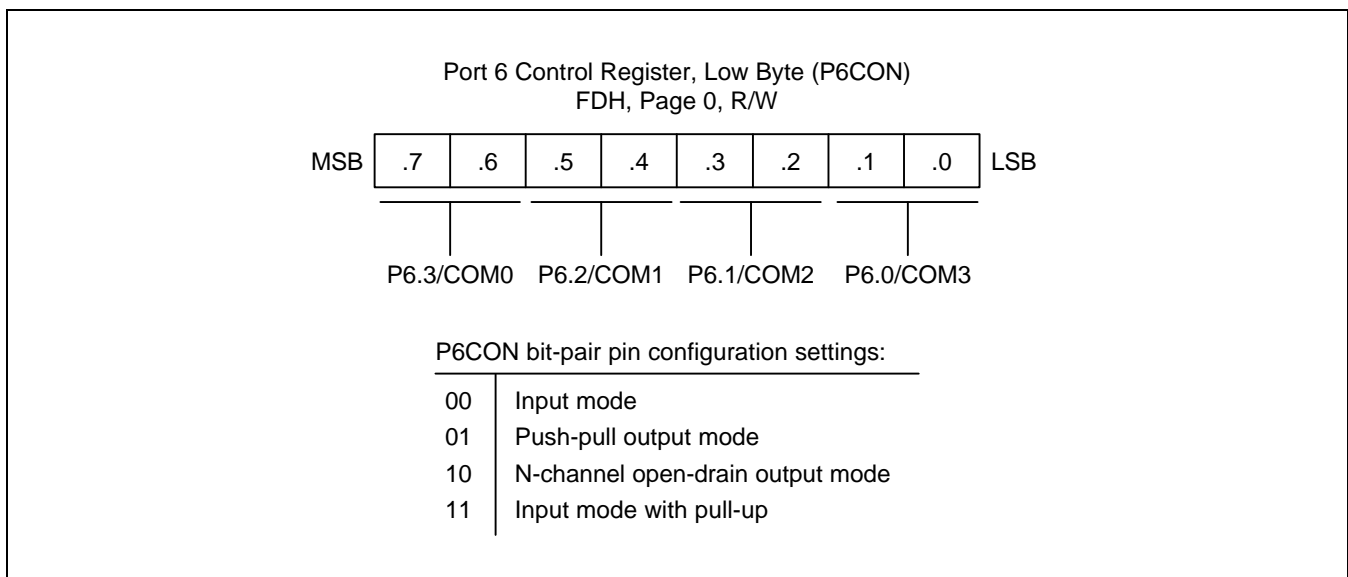 Port 6 Control Register, Low Byte (P6CON)
FDH, Page 0, R/W
MSB .7 .6 .5 .4 .3 .2 .1 .0 LSB
P6.3/COM0 P6.2/COM1 P6.1/COM2 P6.0/COM3
P6CON bit-pair pin configuration settings:
00 Input mode
01 Push-pull output mode
10 N-channel open-drain output mode
11 Input mode with pull-up